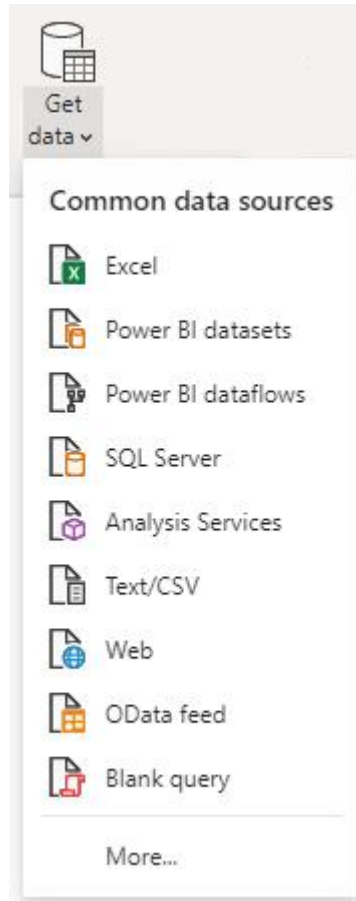 Get
data
Common data sources
Excel
Power BI datasets
Power BI dataflows
SQL Server
Analysis Services
Text/CSV
Web
OData feed
Blank query
More...